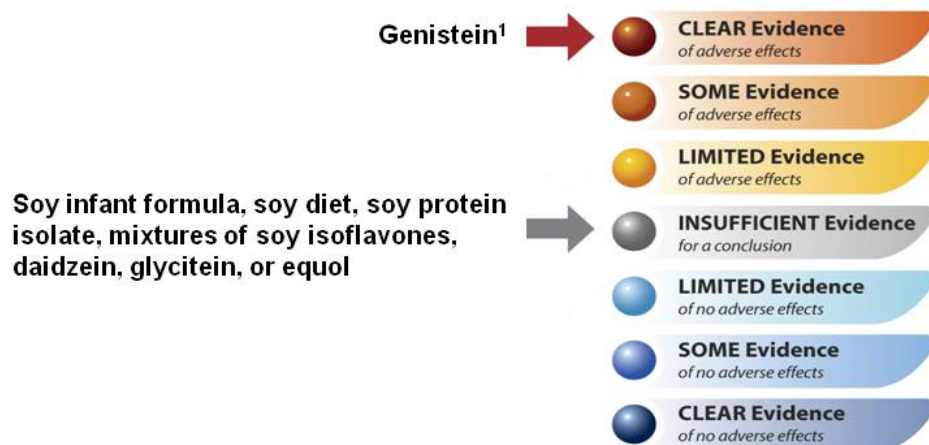 Genistein¹
CLEAR Evidence
of adverse effects
SOME Evidence
of adverse effects
LIMITED Evidence
of adverse effects
Soy infant formula, soy diet, soy protein
isolate, mixtures of soy isoflavones,
daidzein, glycitein, or equol
INSUFFICIENT Evidence
for a conclusion
LIMITED Evidence
of no adverse effects
SOME Evidence
of no adverse effects
CLEAR Evidence
of no adverse effects